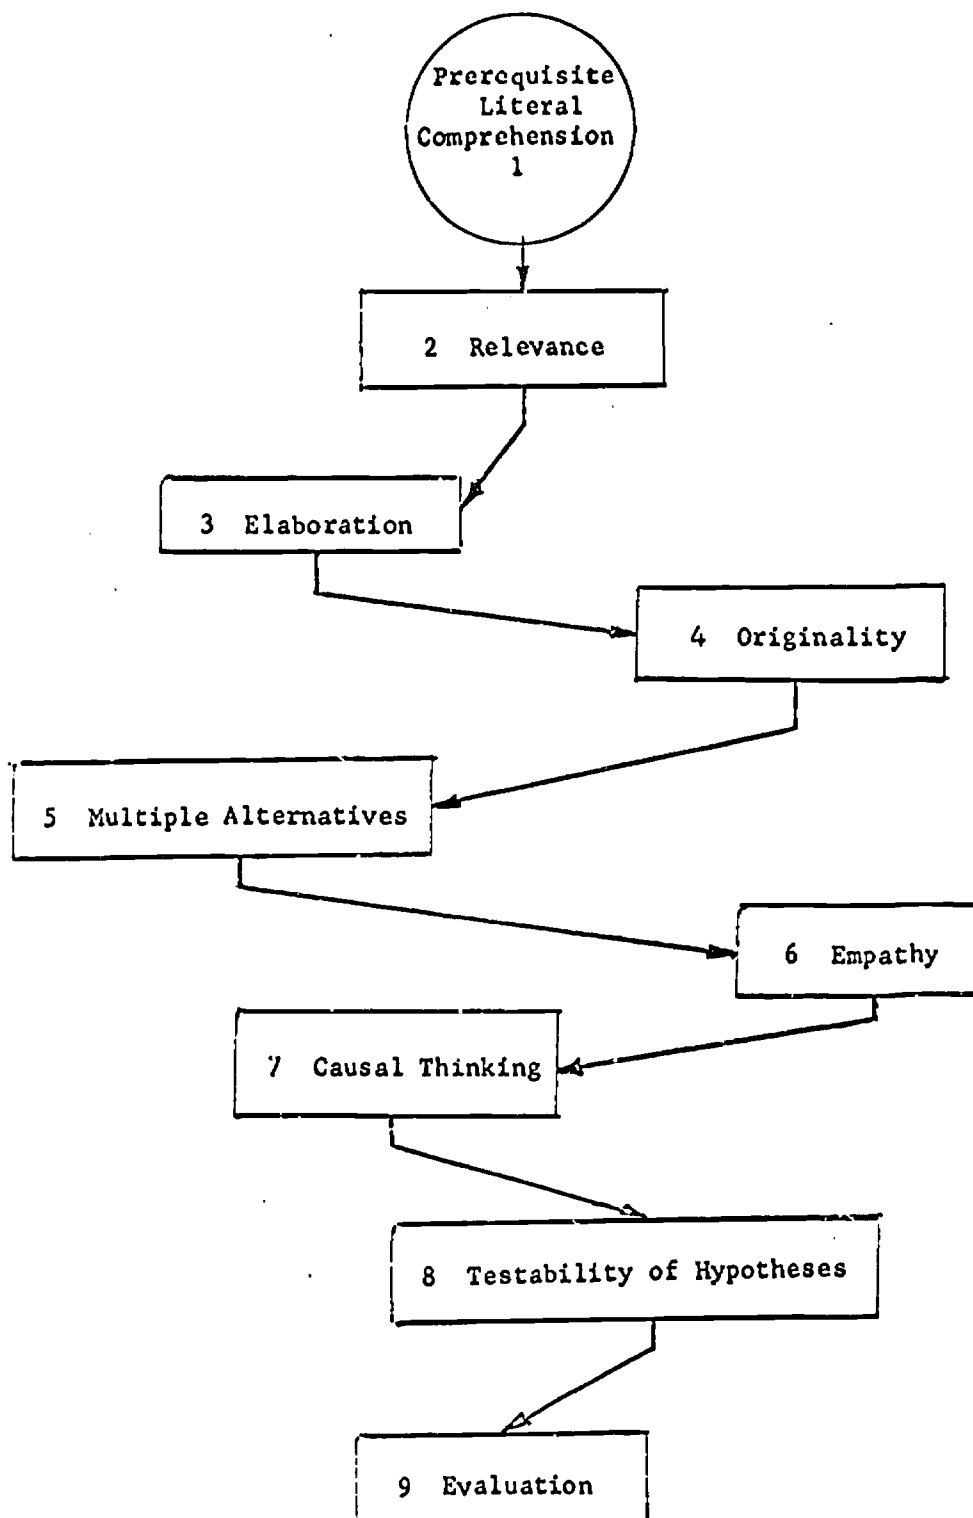 Prerequisite
Literal
Comprehension
1
2 Relevance
3 Elaboration
4 Originality
5 Multiple Alternatives
6 Empathy
7 Causal Thinking
8 Testability of Hypotheses
9 Evaluation